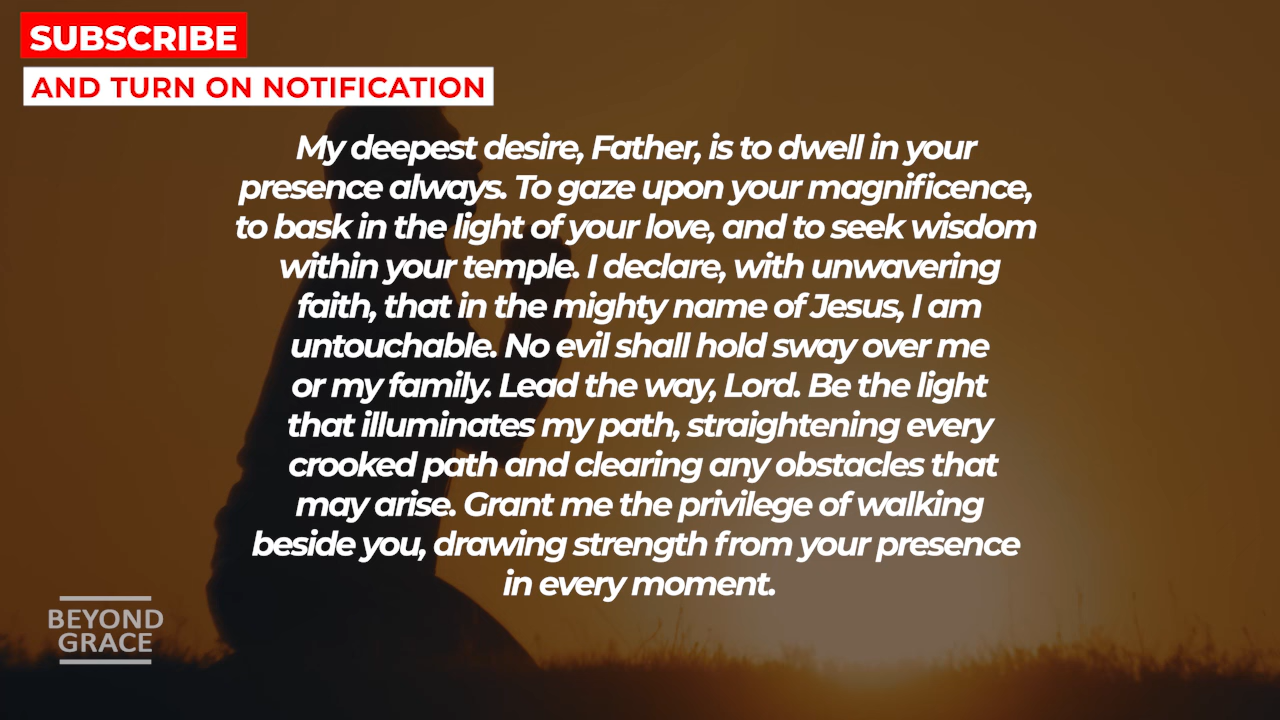 SUBSCRIBE
AND TURN ON NOTIFICATION
My deepest desire, Father, is to dwell in your
presence always. To gaze upon your magnificence,
to bask in the light of your love, and to seek wisdom
within your temple. I declare, with unwavering
faith, that in the mighty name of Jesus, I am
untouchable. No evil shall hold sway over me
or my family. Lead the way, Lord. Be the light
that illuminates my path, straightening every
crooked path and clearing any obstacles that
may arise. Grant me the privilege of walking
beside you, drawing strength from your presence
in every moment.
BEYOND
GRACE